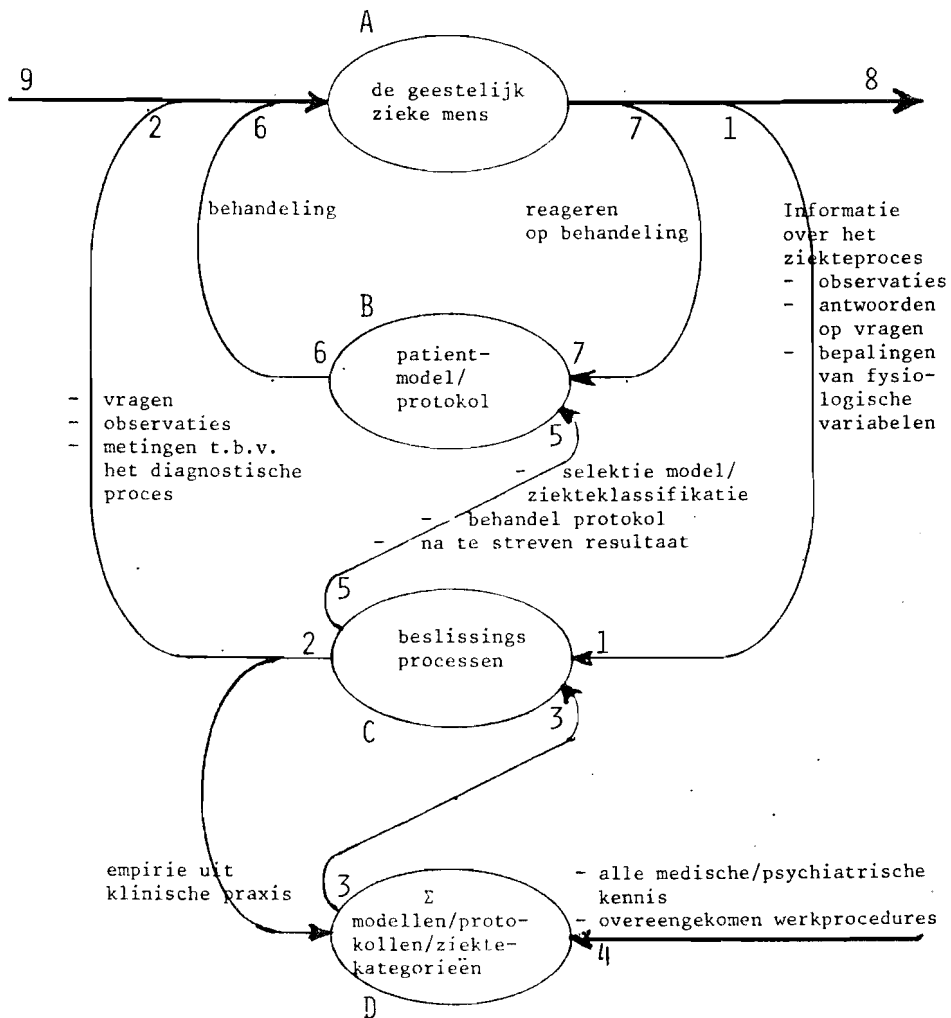 A
9
8
de geestelijk
zieke mens
2
6
7
1
behandeling
reageren
op behandeling
Informatie
over het
ziekteproces
- observaties
- antwoorden
op vragen
- bepalingen
van fysio-
logische
variabelen
B
6
7
patient-
model/
protokol
5
- vragen
- observaties
- metingen t.b.v.
het diagnostische
proces
- selektie model/
ziekteklassifikatie
- behandel protokol
- na te streven resultaat
5
2
1
beslissings
processen
C
3
empirie uit
klinische praxis
3
Σ
modellen/proto-
kollen/ziekte-
kategorieën
- alle medische/psychiatrische
kennis
- overeengekomen werkprocedures
4
D